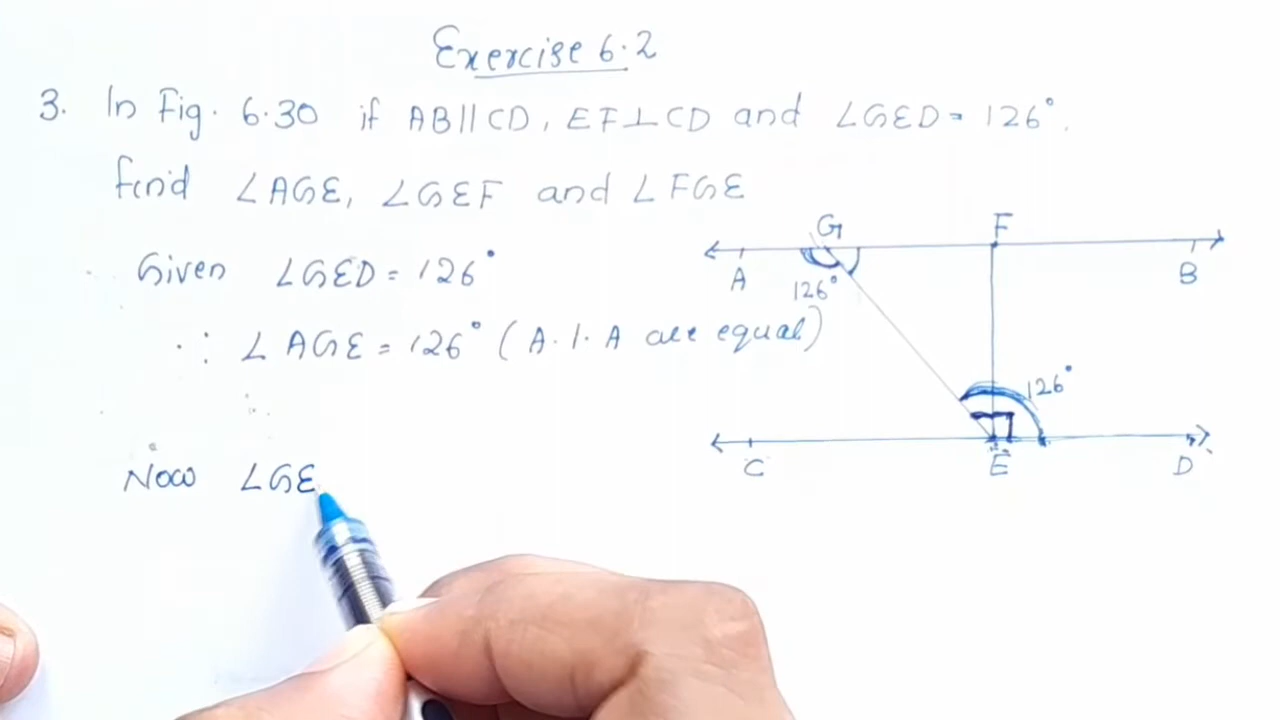 Exercise 6.2
3. In Fig. 6.30 if AB||CD, EF⊥CD and ∠GED = 126°.
find ∠AGE, ∠GEF and ∠FGE
Given ∠GED = 126°
∴ ∠AGE = 126° (A.I.A are equal)
Now ∠GE
G F
A B
126°
126°
C E D